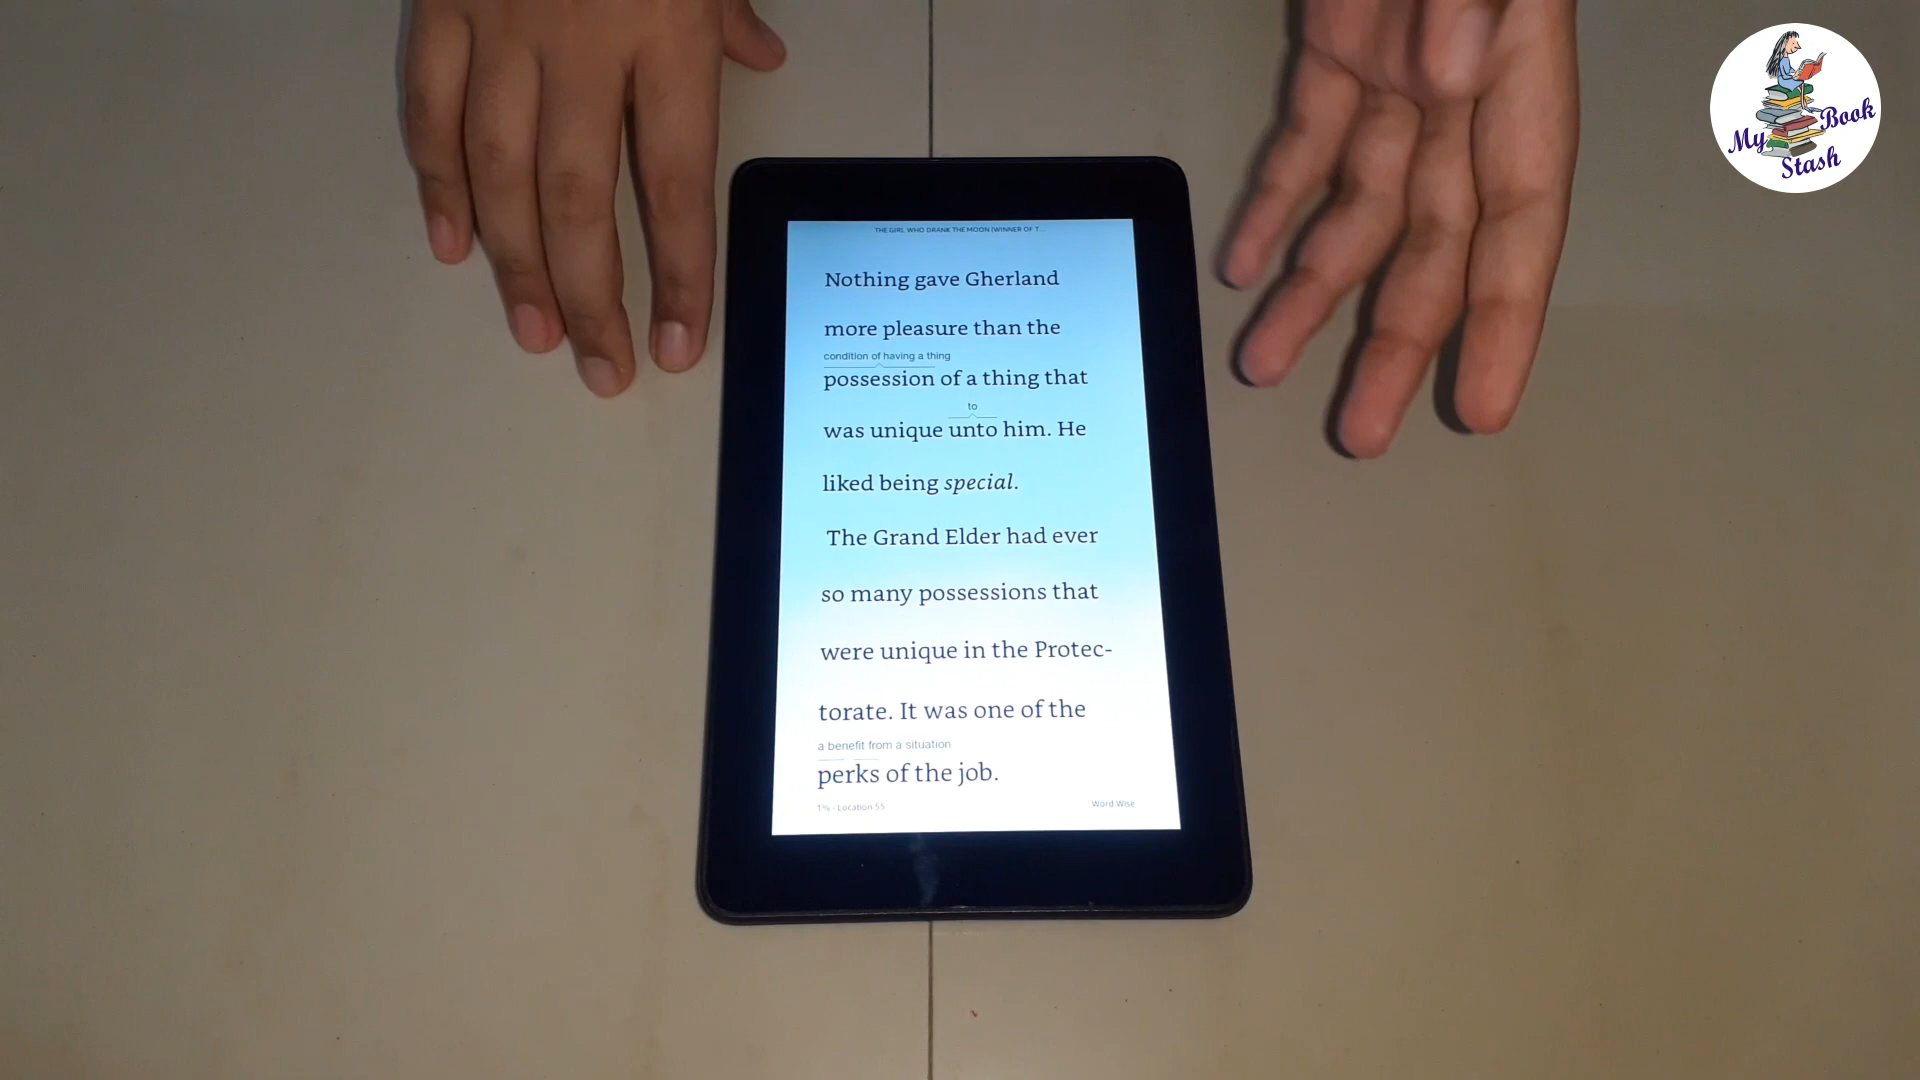 THE GIRL WHO DRANK THE MOON (WINNER OF T...
Nothing gave Gherland
more pleasure than the
condition of having a thing
possession of a thing that
to
was unique unto him. He
liked being special.
The Grand Elder had ever
so many possessions that
were unique in the Protec-
torate. It was one of the
a benefit from a situation
perks of the job.
1% - Location 55
Word Wise
My Book
Stash